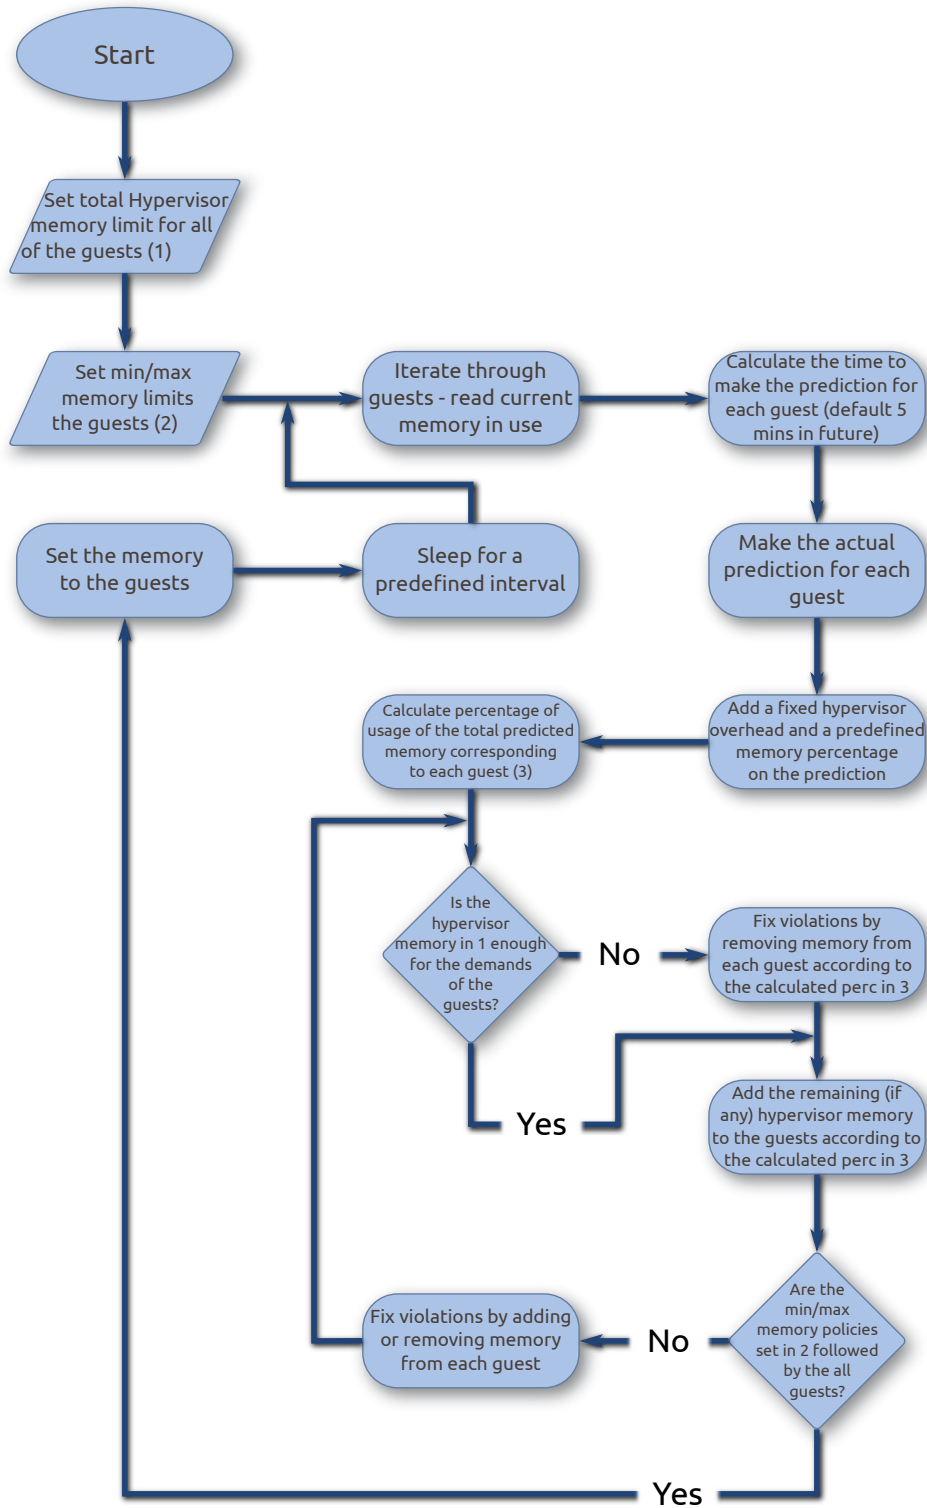 Start
Set total Hypervisor
memory limit for all
of the guests (1)
Set min/max
memory limits
the guests (2)
Iterate through
guests - read current
memory in use
Calculate the time to
make the prediction for
each guest (default 5
mins in future)
Set the memory
to the guests
Sleep for a
predefined interval
Make the actual
prediction for each
guest
Calculate percentage of
usage of the total predicted
memory corresponding
to each guest (3)
Add a fixed hypervisor
overhead and a predefined
memory percentage
on the prediction
Is the
hypervisor
memory in 1 enough
for the demands
of the
guests?
No
Fix violations by
removing memory from
each guest according to
the calculated perc in 3
Yes
Add the remaining (if
any) hypervisor memory
to the guests according to
the calculated perc in 3
Fix violations by adding
or removing memory
from each guest
No
Are the
min/max
memory policies
set in 2 followed
by the all
guests?
Yes